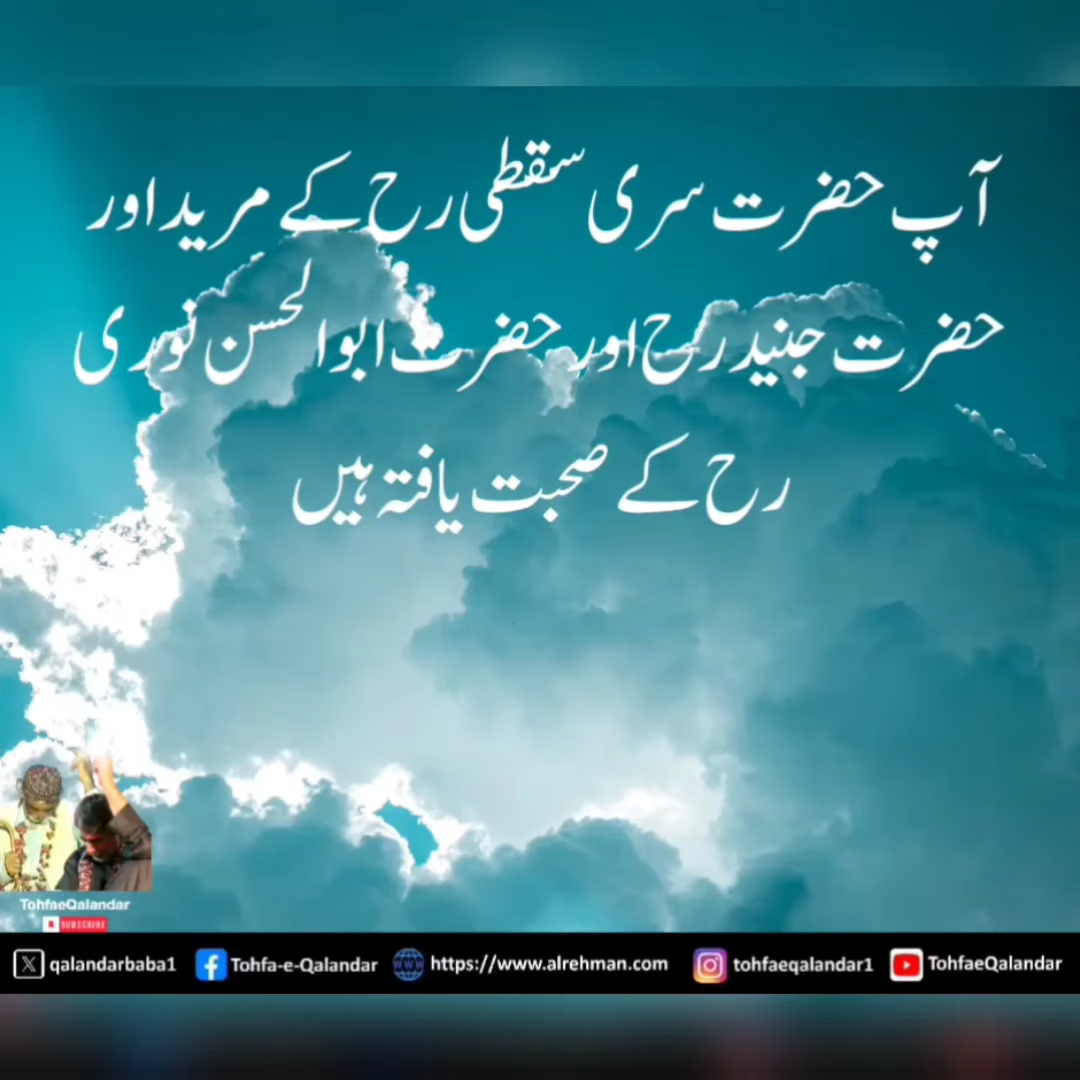 آپ حضرت سری سقطی رح کے مرید اور
حضرت جنید رح اور حضرت ابوالحسن نوری
رح کے صحبت یافتہ ہیں
TohfaeQalandar
SUBSCRIBE
qalandarbaba1 Tohfa-e-Qalandar https://www.alrehman.com tohfaeqalandar1 TohfaeQalandar